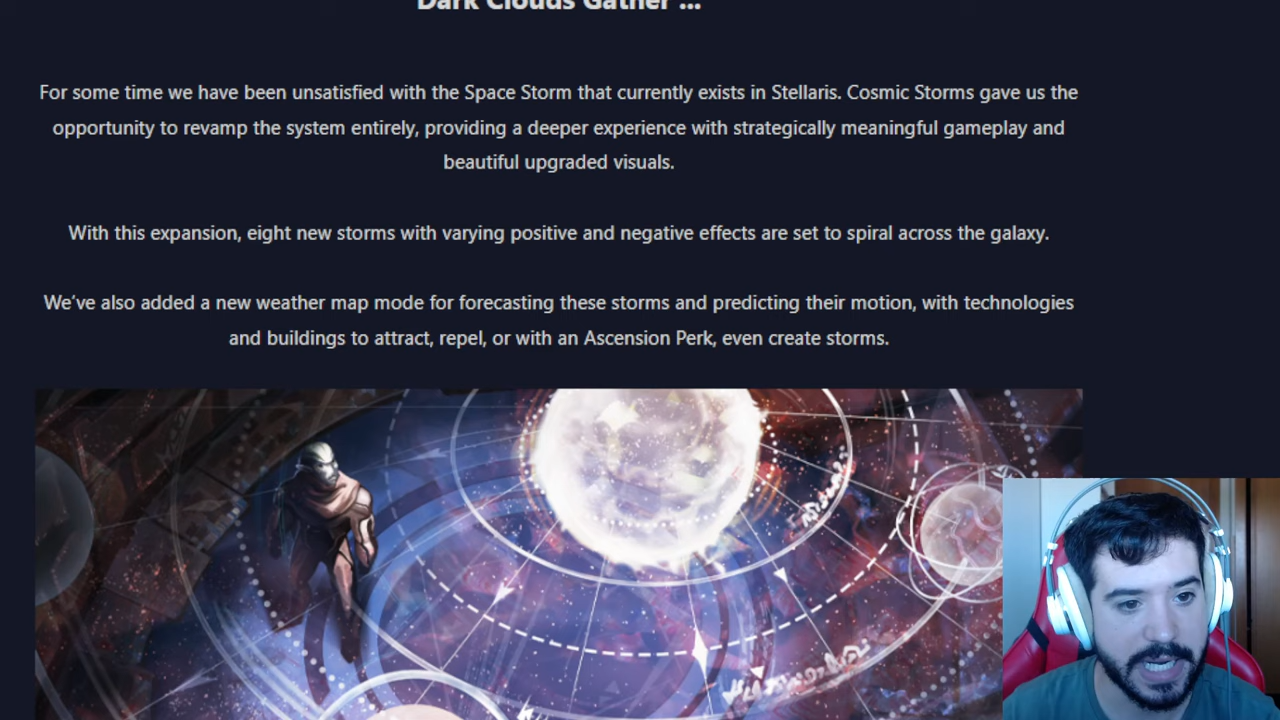 Dark Clouds Gather ...
For some time we have been unsatisfied with the Space Storm that currently exists in Stellaris. Cosmic Storms gave us the
opportunity to revamp the system entirely, providing a deeper experience with strategically meaningful gameplay and
beautiful upgraded visuals.
With this expansion, eight new storms with varying positive and negative effects are set to spiral across the galaxy.
We’ve also added a new weather map mode for forecasting these storms and predicting their motion, with technologies
and buildings to attract, repel, or with an Ascension Perk, even create storms.